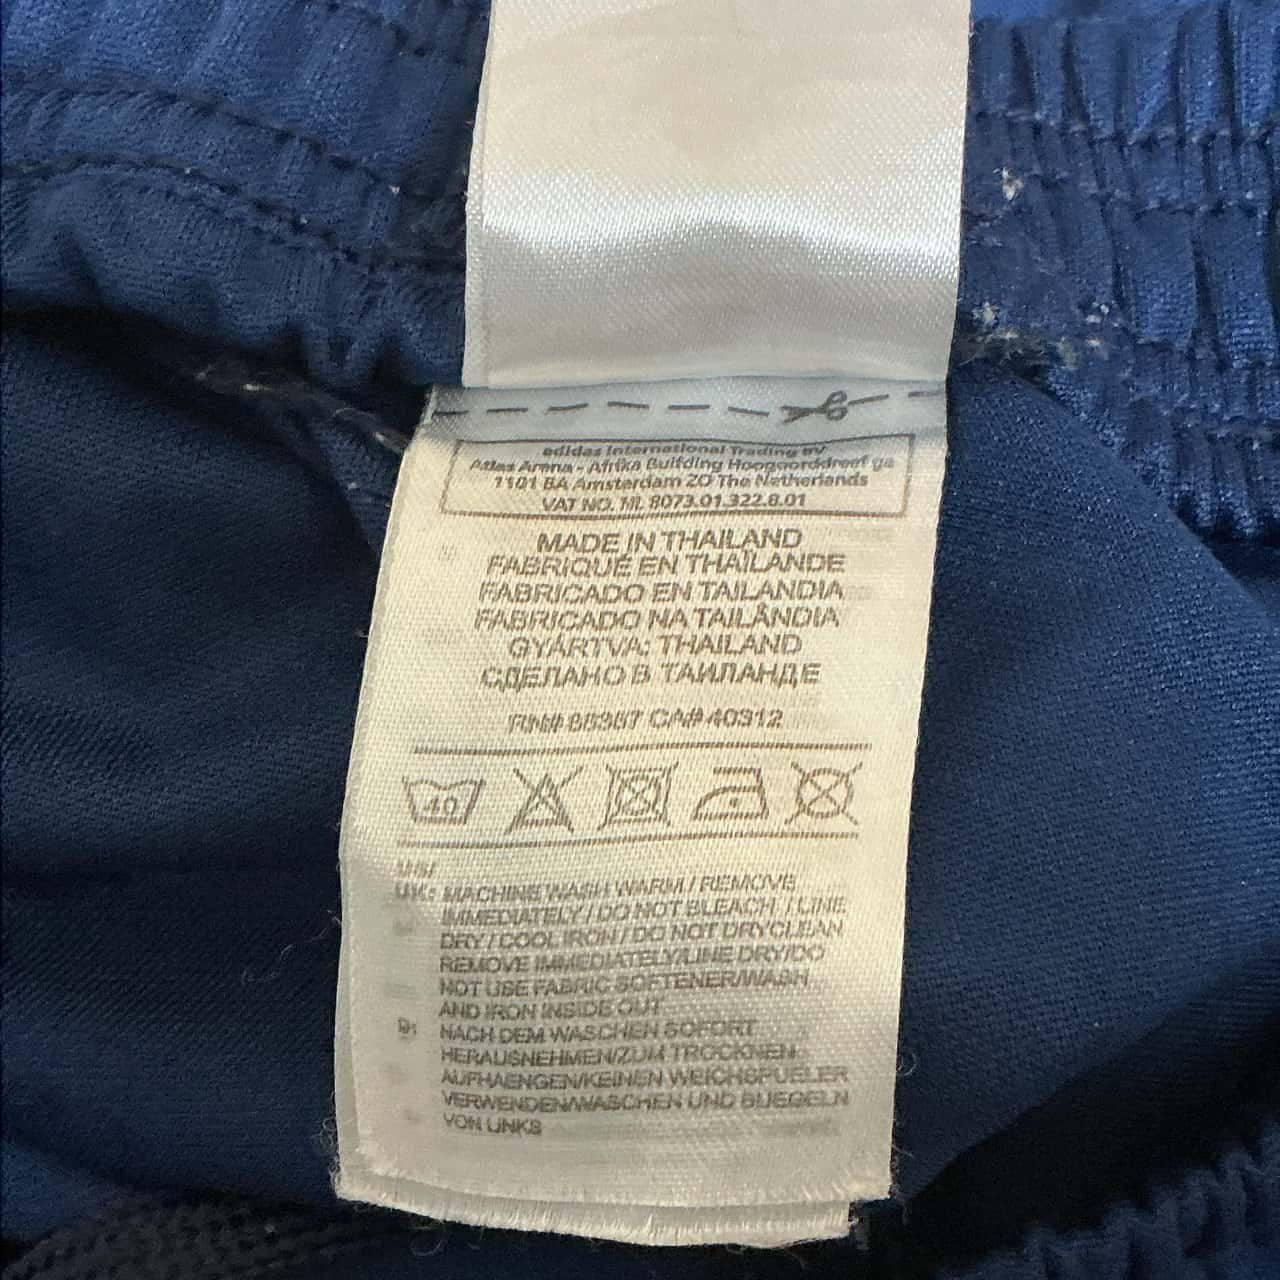 adidas International Trading BV
Atlas Arena - Afrika Building Hoogoorddreef 9a
1101 BA Amsterdam ZO The Netherlands
VAT NO. NL 8073.01.322.B.01
MADE IN THAILAND
FABRIQUÉ EN THAÏLANDE
FABRICADO EN TAILANDIA
FABRICADO NA TAILÂNDIA
GYÁRTVA: THAILAND
СДЕЛАНО В ТАИЛАНДЕ
RN# 88387 CA# 40312
40
US/
UK: MACHINE WASH WARM / REMOVE
IMMEDIATELY / DO NOT BLEACH / LINE
DRY / COOL IRON / DO NOT DRYCLEAN
REMOVE IMMEDIATELY/LINE DRY/DO
NOT USE FABRIC SOFTENER/WASH
AND IRON INSIDE OUT
D: NACH DEM WASCHEN SOFORT
HERAUSNEHMEN/ZUM TROCKNEN
AUFHAENGEN/KEINEN WEICHSPUELER
VERWENDEN/WASCHEN UND BUEGELN
VON LINKS